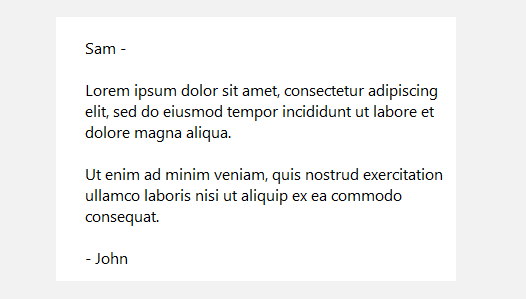 Sam -
Lorem ipsum dolor sit amet, consectetur adipiscing
elit, sed do eiusmod tempor incididunt ut labore et
dolore magna aliqua.
Ut enim ad minim veniam, quis nostrud exercitation
ullamco laboris nisi ut aliquip ex ea commodo
consequat.
- John